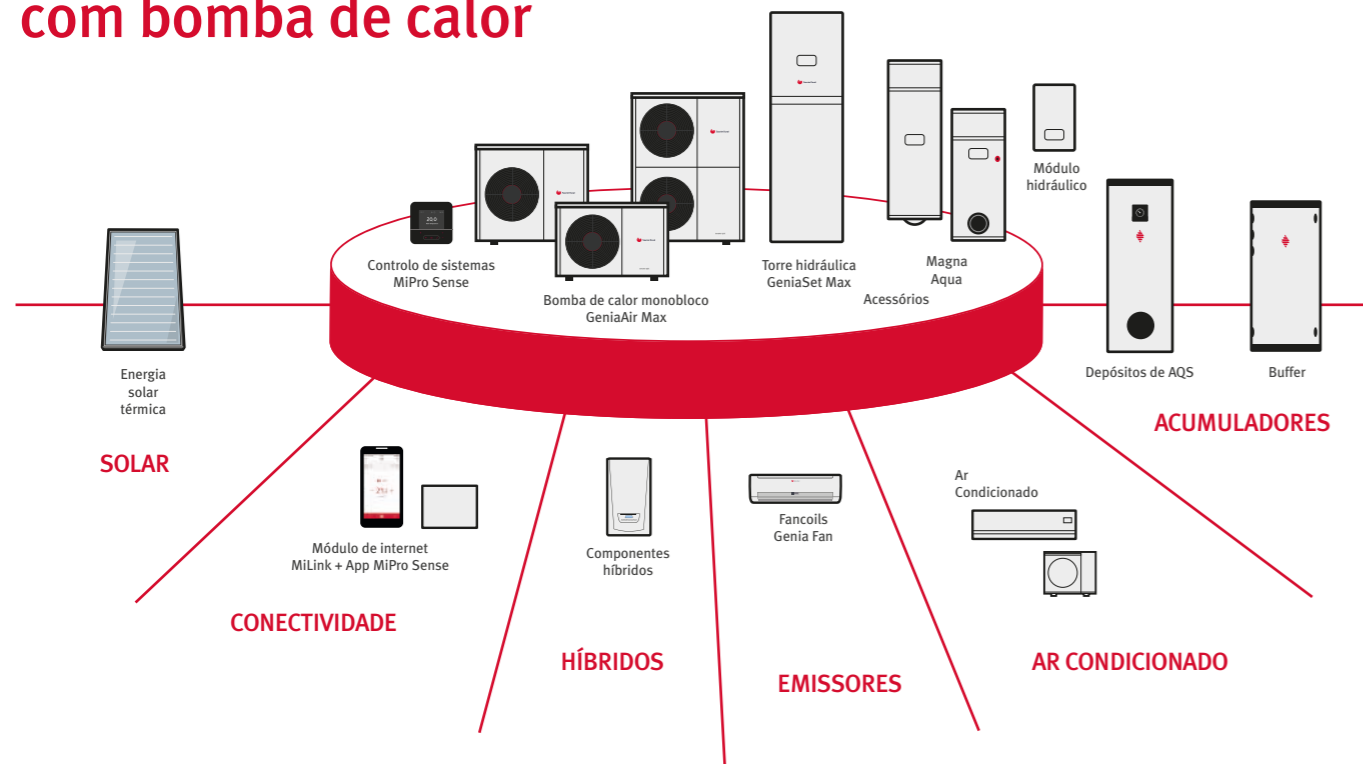 com bomba de calor
Módulo
hidráulico
Controlo de sistemas
MiPro Sense
Bomba de calor monobloco
GeniaAir Max
Torre hidráulica
GeniaSet Max
Acessórios
Magna
Aqua
Energia
solar
térmica
SOLAR
Depósitos de AQS
Buffer
ACUMULADORES
Módulo de internet
MiLink + App MiPro Sense
CONECTIVIDADE
Componentes
híbridos
HÍBRIDOS
Fancoils
Genia Fan
EMISSORES
Ar
Condicionado
AR CONDICIONADO